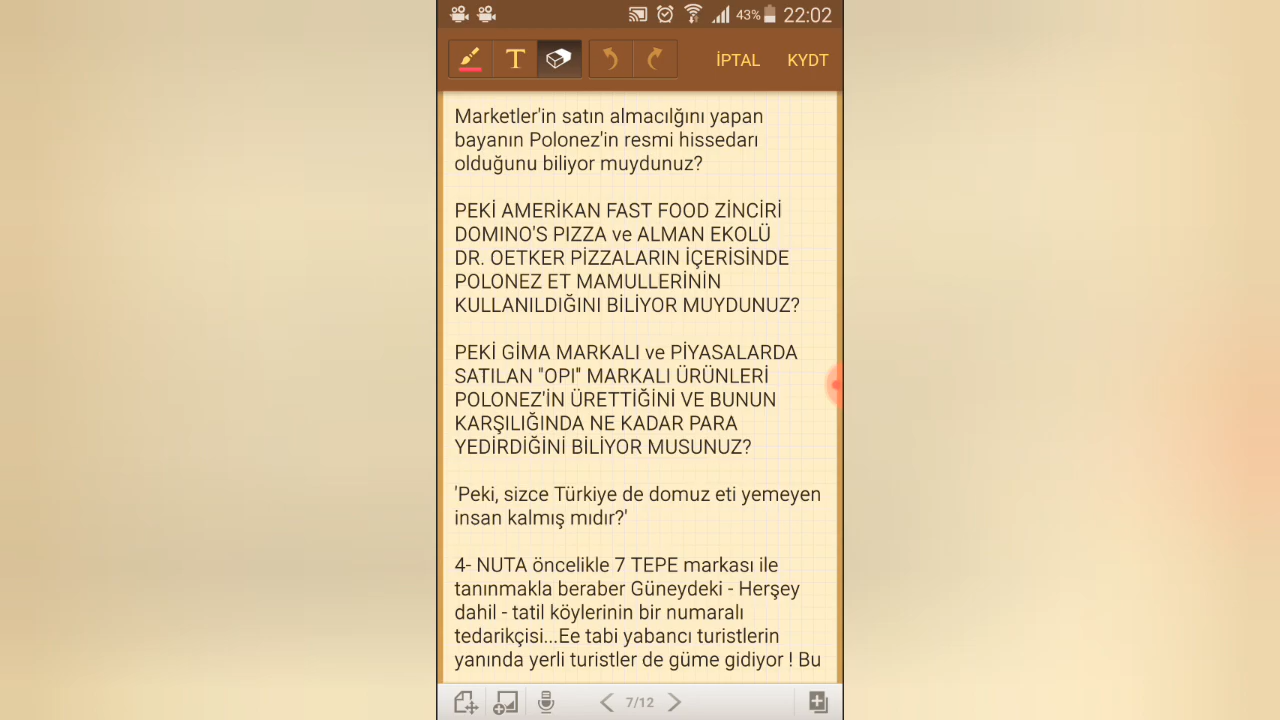 43% 22:02
T İPTAL KYDT
Marketler'in satın almacılğını yapan
bayanın Polonez'in resmi hissedarı
olduğunu biliyor muydunuz?
PEKİ AMERİKAN FAST FOOD ZİNCİRİ
DOMINO'S PIZZA ve ALMAN EKOLÜ
DR. OETKER PİZZALARIN İÇERİSİNDE
POLONEZ ET MAMULLERİNİN
KULLANILDIĞINI BİLİYOR MUYDUNUZ?
PEKİ GİMA MARKALI ve PİYASALARDA
SATILAN "OPI" MARKALI ÜRÜNLERİ
POLONEZ'İN ÜRETTİĞİNİ VE BUNUN
KARŞILIĞINDA NE KADAR PARA
YEDİRDİĞİNİ BİLİYOR MUSUNUZ?
'Peki, sizce Türkiye de domuz eti yemeyen
insan kalmış mıdır?'
4- NUTA öncelikle 7 TEPE markası ile
tanınmakla beraber Güneydeki - Herşey
dahil - tatil köylerinin bir numaralı
tedarikçisi...Ee tabi yabancı turistlerin
yanında yerli turistler de güme gidiyor ! Bu
7/12